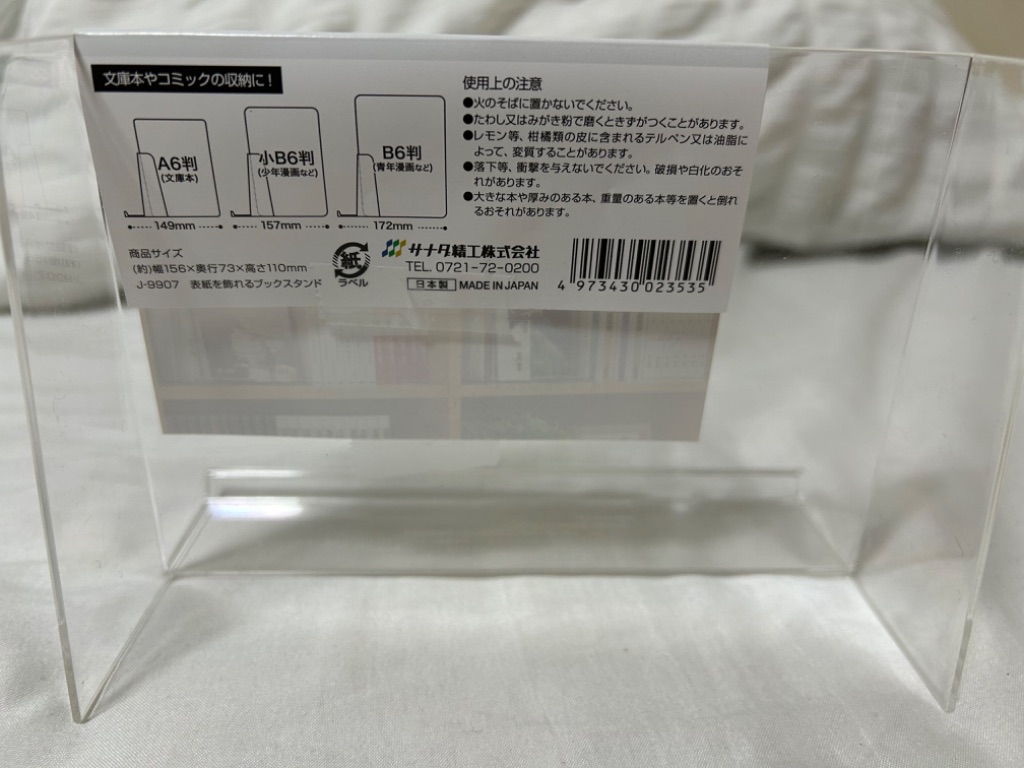 文庫本やコミックの収納に!
A6判
(文庫本)
149mm
小B6判
(少年漫画など)
157mm
B6判
(青年漫画など)
172mm
商品サイズ
(約)幅156×奥行73×高さ110mm
J-9907 表紙を飾れるブックスタンド
紙
ラベル
サナダ精工株式会社
TEL. 0721-72-0200
日本製 MADE IN JAPAN
使用上の注意
●火のそばに置かないでください。
●たわし又はみがき粉で磨くときずがつくことがあります。
●レモン等、柑橘類の皮に含まれるテルペン又は油脂に
よって、変質することがあります。
●落下等、衝撃を与えないでください。破損や白化のおそ
れがあります。
●大きな本や厚みのある本、重量のある本等を置くと倒れ
るおそれがあります。
4 973430 023535